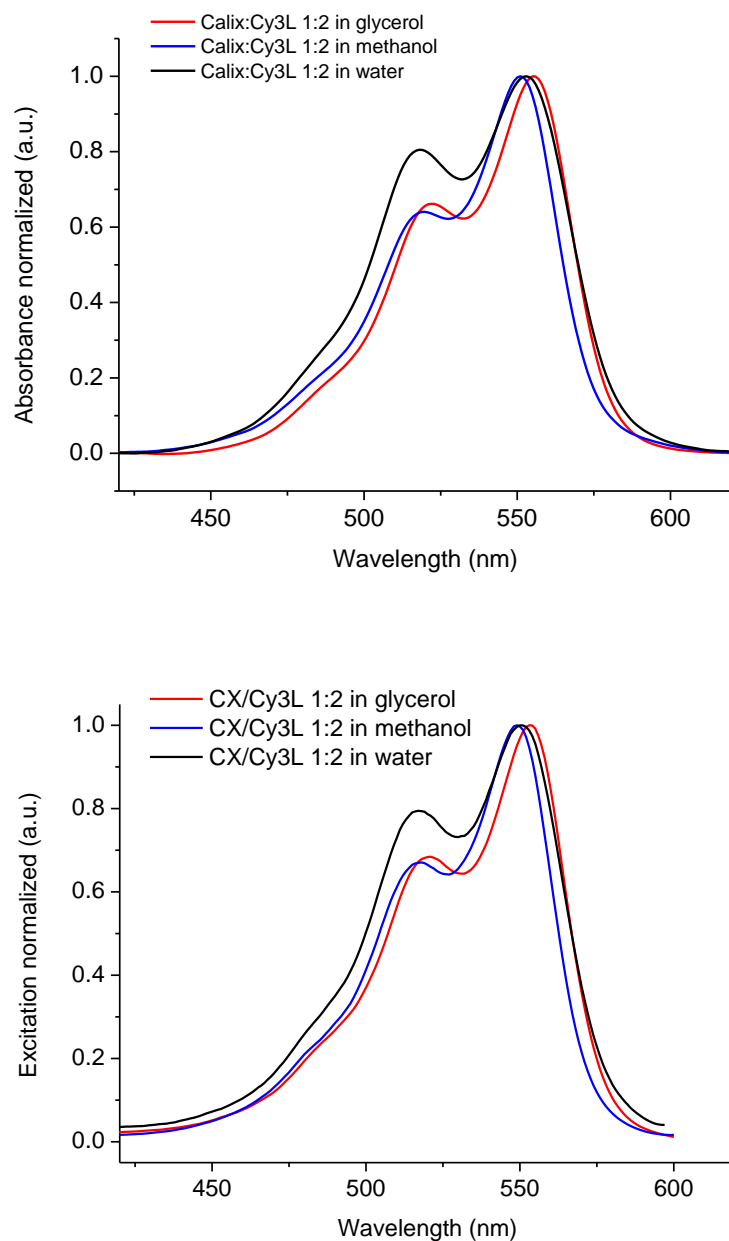 Calix:Cy3L 1:2 in glycerol
Calix:Cy3L 1:2 in methanol
Calix:Cy3L 1:2 in water
1.0
0.8
0.6
0.4
0.2
0.0
Absorbance normalized (a.u.)
450 500 550 600
Wavelength (nm)
CX/Cy3L 1:2 in glycerol
CX/Cy3L 1:2 in methanol
CX/Cy3L 1:2 in water
1.0
0.8
0.6
0.4
0.2
0.0
Excitation normalized (a.u.)
450 500 550 600
Wavelength (nm)